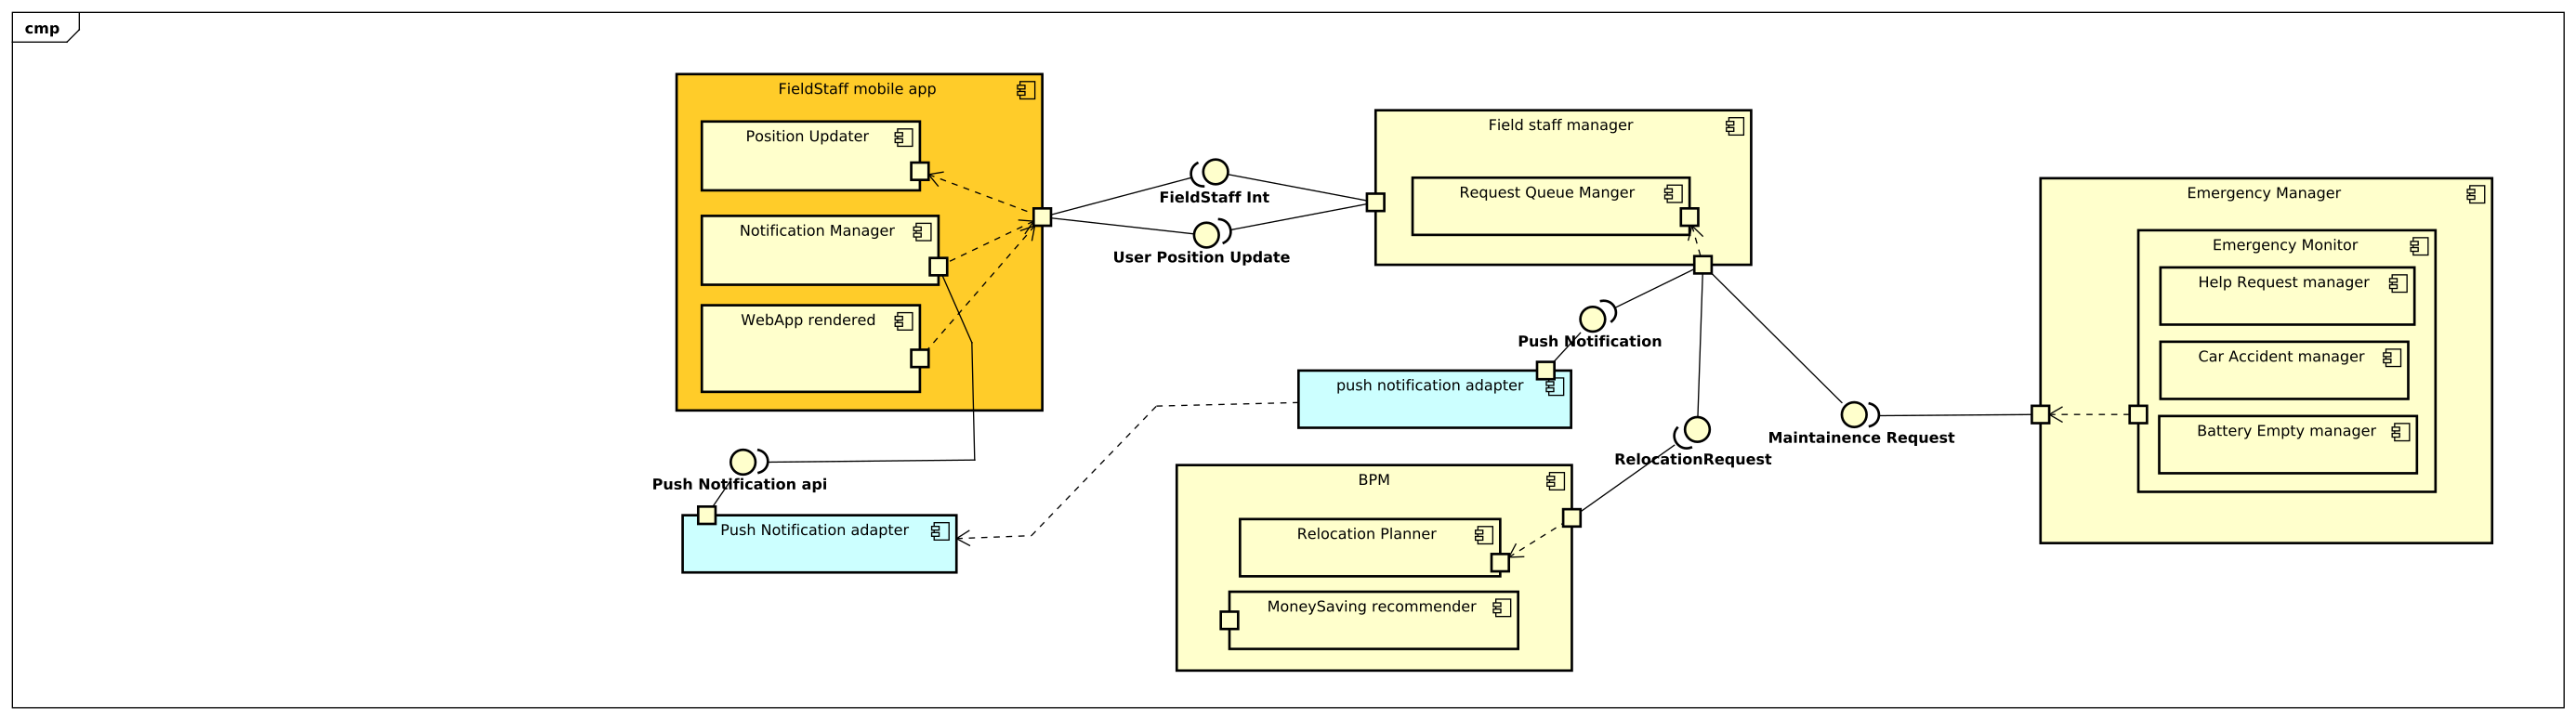 cmp
FieldStaff mobile app
Position Updater
Notification Manager
WebApp rendered
FieldStaff Int
User Position Update
Field staff manager
Request Queue Manger
Push Notification
push notification adapter
RelocationRequest
Maintainence Request
Emergency Manager
Emergency Monitor
Help Request manager
Car Accident manager
Battery Empty manager
Push Notification api
Push Notification adapter
BPM
Relocation Planner
MoneySaving recommender